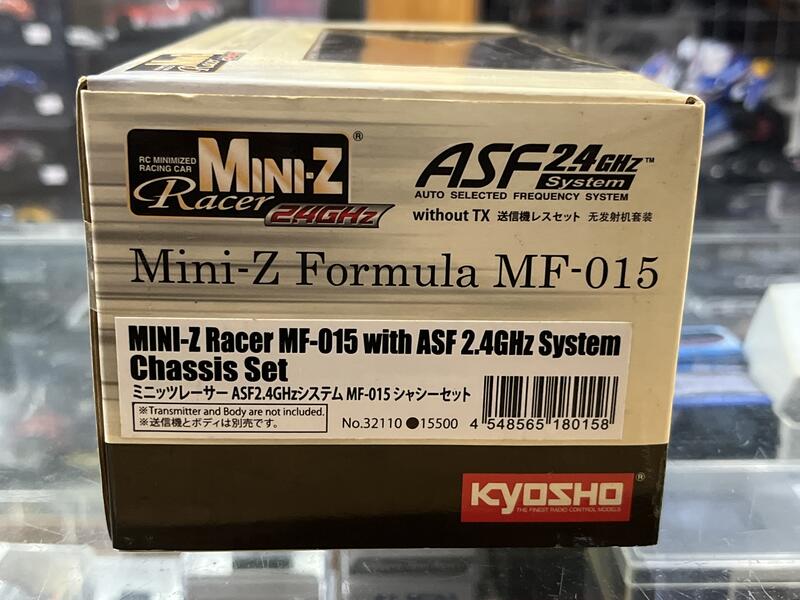 MINI-Z
Racer
RC MINIMIZED
RACING CAR
MINI-Z
Racer
2.4GHz
®
ASF 2.4GHz™
System
AUTO SELECTED FREQUENCY SYSTEM
without TX 送信機レスセット 无发射机套装
Mini-Z Formula MF-015
MINI-Z Racer MF-015 with ASF 2.4GHz System
Chassis Set
ミニッツレーサー ASF2.4GHzシステム MF-015 シャシーセット
※Transmitter and Body are not included.
※送信機とボディは別売です。
No.32110 ●15500
4 548565 180158
KYOSHO®
THE FINEST RADIO CONTROL MODELS